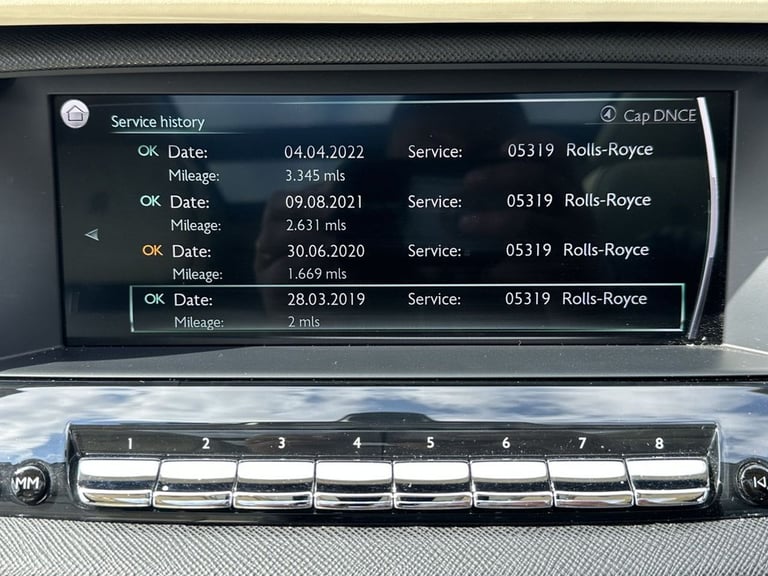 Service history
Cap DNCE
OK Date: 04.04.2022 Service: 05319 Rolls-Royce
Mileage: 3.345 mls
OK Date: 09.08.2021 Service: 05319 Rolls-Royce
Mileage: 2.631 mls
OK Date: 30.06.2020 Service: 05319 Rolls-Royce
Mileage: 1.669 mls
OK Date: 28.03.2019 Service: 05319 Rolls-Royce
Mileage: 2 mls
1 2 3 4 5 6 7 8
MM